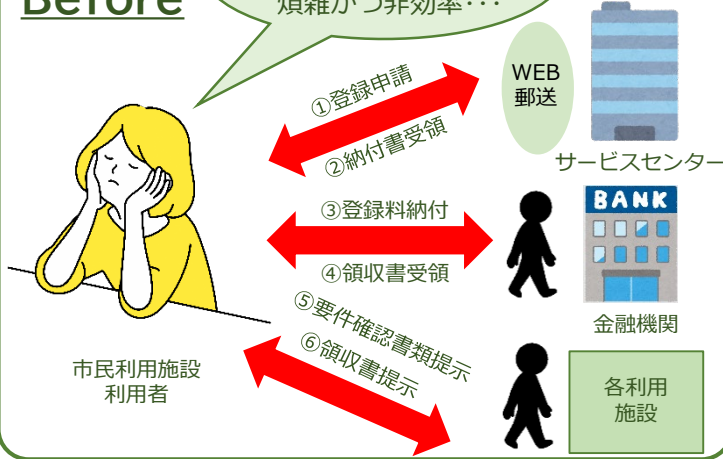 Before
煩雑かつ非効率･･･
①登録申請
②納付書受領
WEB
郵送
サービスセンター
③登録料納付
④領収書受領
BANK
金融機関
⑤要件確認書類提示
⑥領収書提示
市民利用施設
利用者
各利用
施設